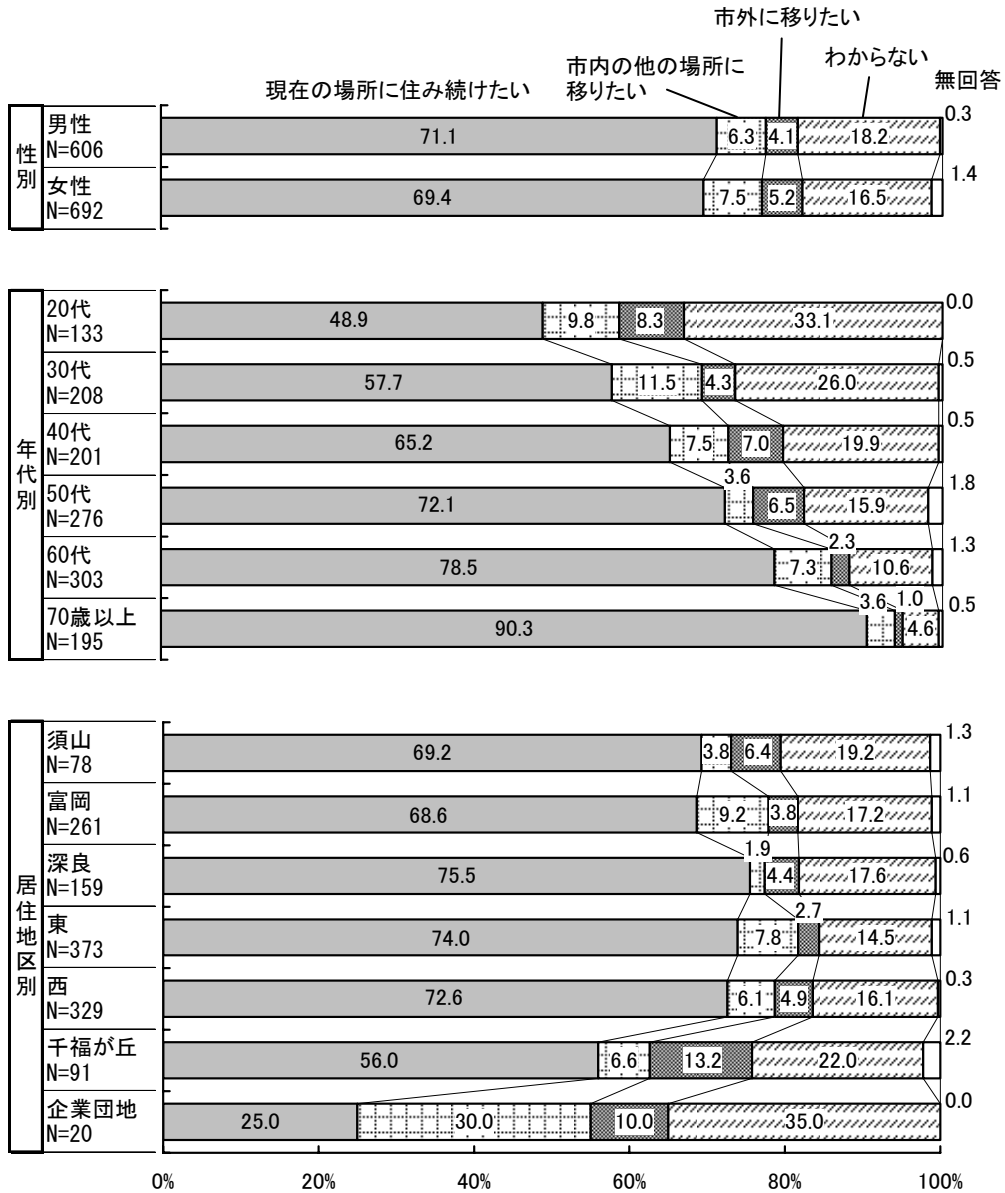 市外に移りたい
市内の他の場所に
移りたい
わからない
無回答
現在の場所に住み続けたい
性別
男性
N=606
71.1 6.3 4.1 18.2 0.3
女性
N=692
69.4 7.5 5.2 16.5 1.4
年代別
20代
N=133
48.9 9.8 8.3 33.1 0.0
30代
N=208
57.7 11.5 4.3 26.0 0.5
40代
N=201
65.2 7.5 7.0 19.9 0.5
50代
N=276
72.1 3.6 6.5 15.9 1.8
60代
N=303
78.5 7.3 2.3 10.6 1.3
70歳以上
N=195
90.3 3.6 1.0 4.6 0.5
居住地区別
須山
N=78
69.2 3.8 6.4 19.2 1.3
富岡
N=261
68.6 9.2 3.8 17.2 1.1
深良
N=159
75.5 1.9 4.4 17.6 0.6
東
N=373
74.0 7.8 2.7 14.5 1.1
西
N=329
72.6 6.1 4.9 16.1 0.3
千福が丘
N=91
56.0 6.6 13.2 22.0 2.2
企業団地
N=20
25.0 30.0 10.0 35.0 0.0
0% 20% 40% 60% 80% 100%